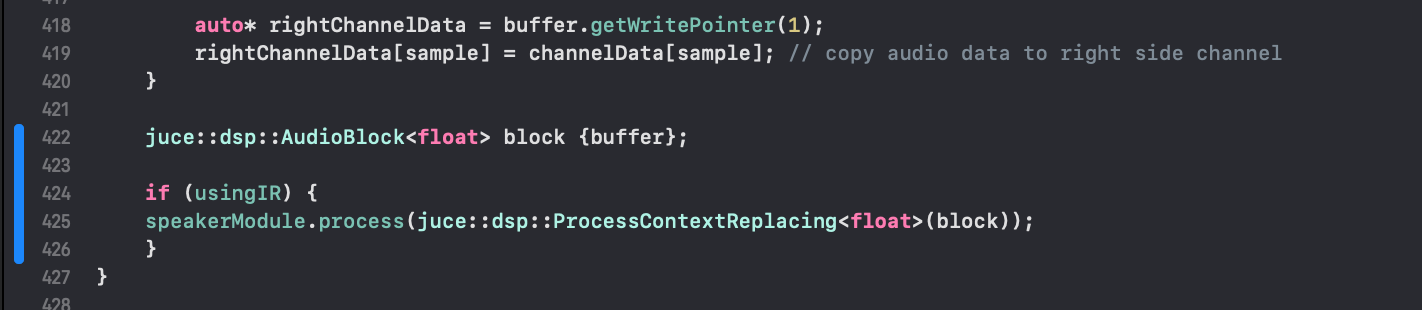 417
418 auto* rightChannelData = buffer.getWritePointer(1);
419 rightChannelData[sample] = channelData[sample]; // copy audio data to right side channel
420 }
421
422 juce::dsp::AudioBlock<float> block {buffer};
423
424 if (usingIR) {
425 speakerModule.process(juce::dsp::ProcessContextReplacing<float>(block));
426 }
427 }
428